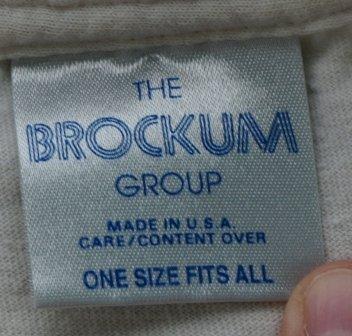 THE
BROCKUM
GROUP
MADE IN U.S.A.
CARE/CONTENT OVER
ONE SIZE FITS ALL